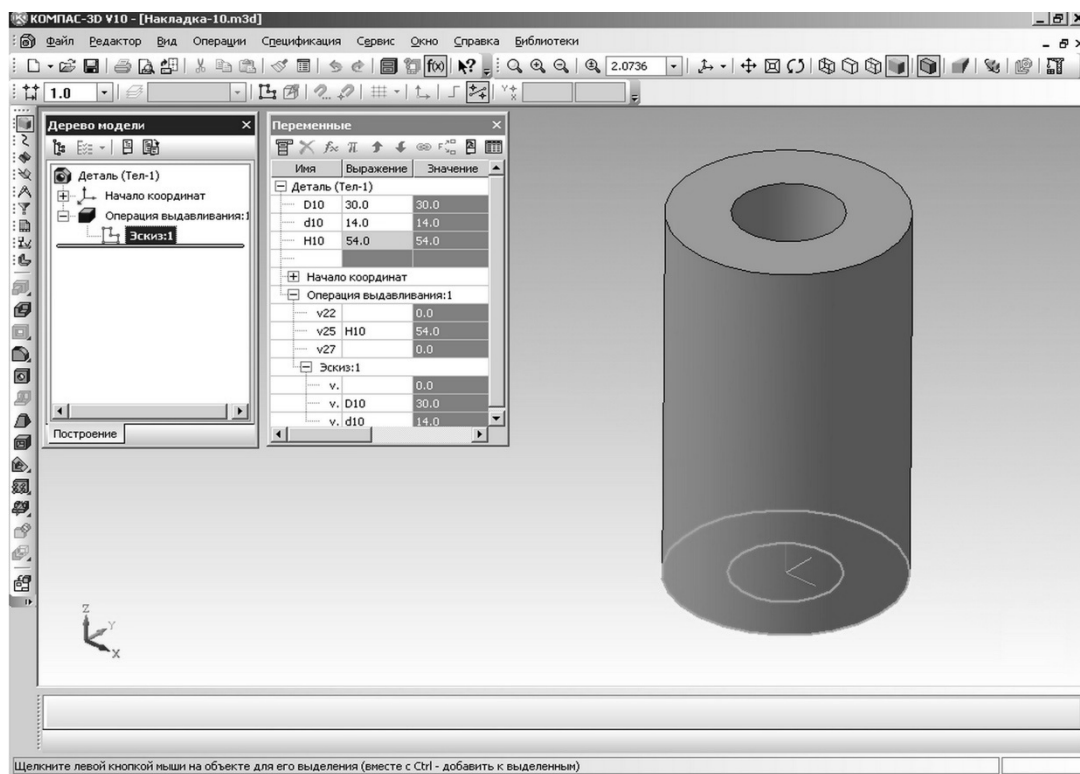 КОМПАС-3D V10 - [Накладка-10.m3d]
Файл Редактор Вид Операции Спецификация Сервис Окно Справка Библиотеки
f(x) 2.0736
1.0
Дерево модели
Деталь (Тел-1)
Начало координат
Операция выдавливания:1
Эскиз:1
Построение
Переменные
Имя Выражение Значение
Деталь (Тел-1)
D10 30.0 30.0
d10 14.0 14.0
H10 54.0 54.0
Начало координат
Операция выдавливания:1
v22 0.0
v25 H10 54.0
v27 0.0
Эскиз:1
v. 0.0
v. D10 30.0
v. d10 14.0
Z
Y
X
Щелкните левой кнопкой мыши на объекте для его выделения (вместе с Ctrl - добавить к выделенным)